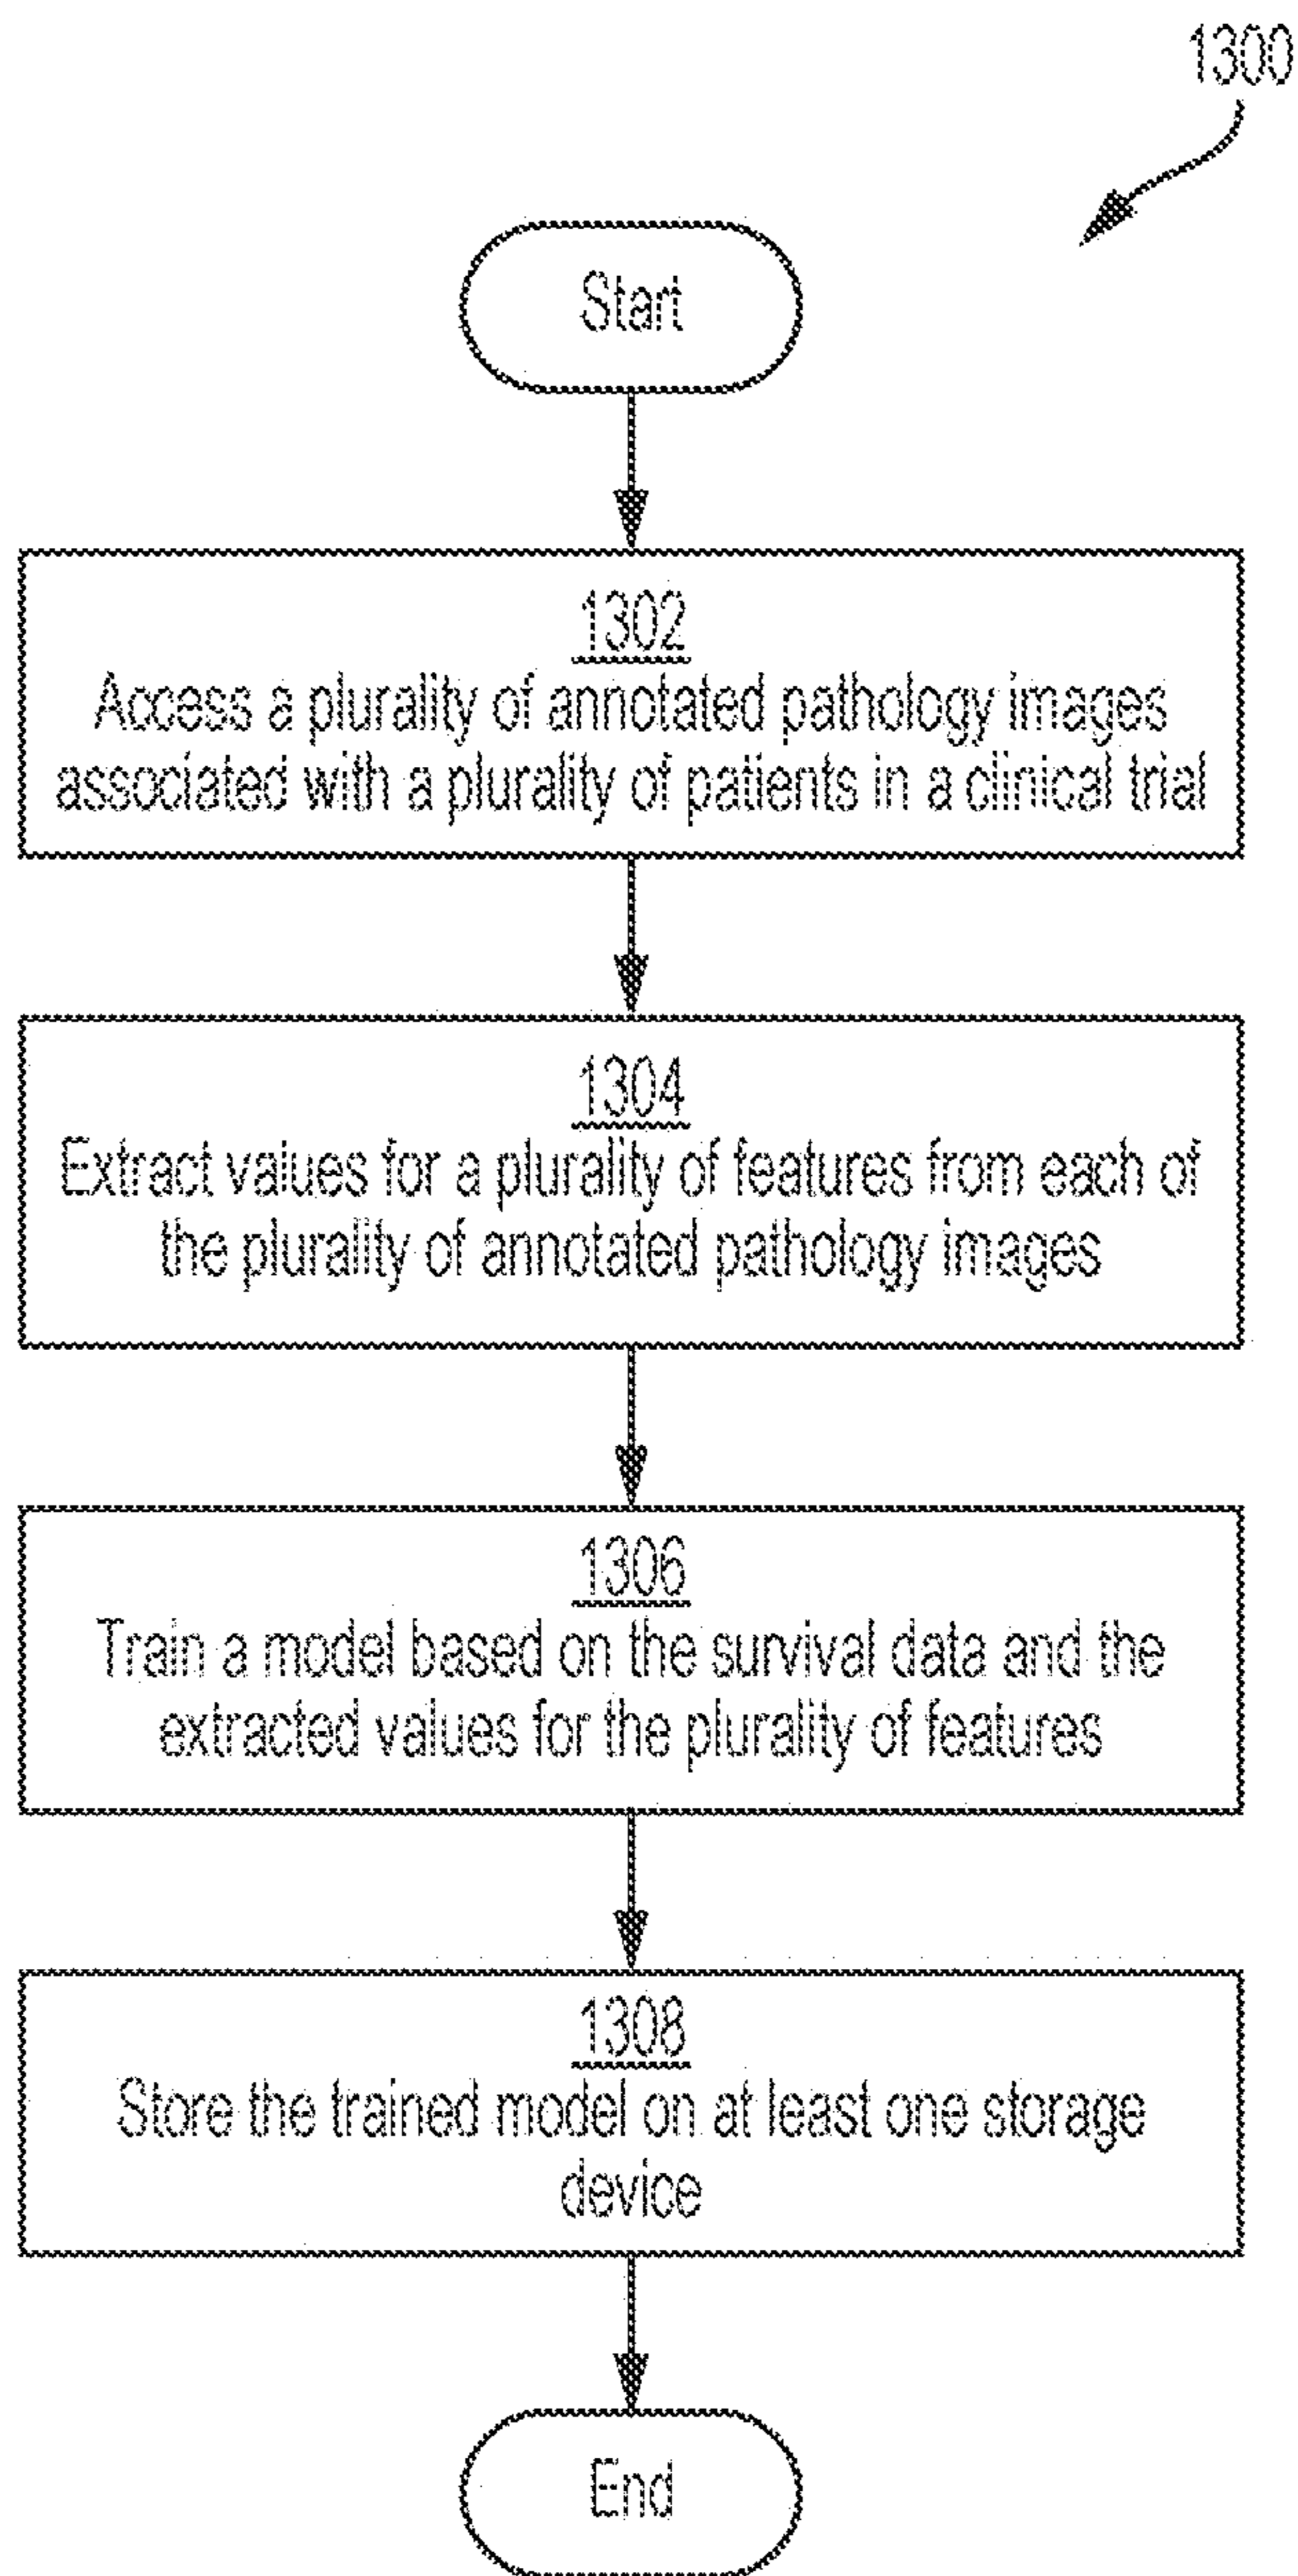 1300
Start
1302
Access a plurality of annotated pathology images
associated with a plurality of patients in a clinical trial
1304
Extract values for a plurality of features from each of
the plurality of annotated pathology images
1306
Train a model based on the survival data and the
extracted values for the plurality of features
1308
Store the trained model on at least one storage
device
End